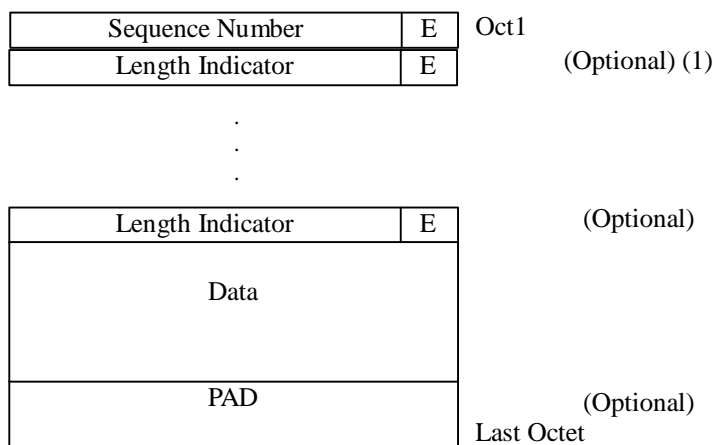 Sequence Number E Oct1
Length Indicator E (Optional) (1)
.
.
.
Length Indicator E (Optional)
Data
PAD (Optional)
Last Octet